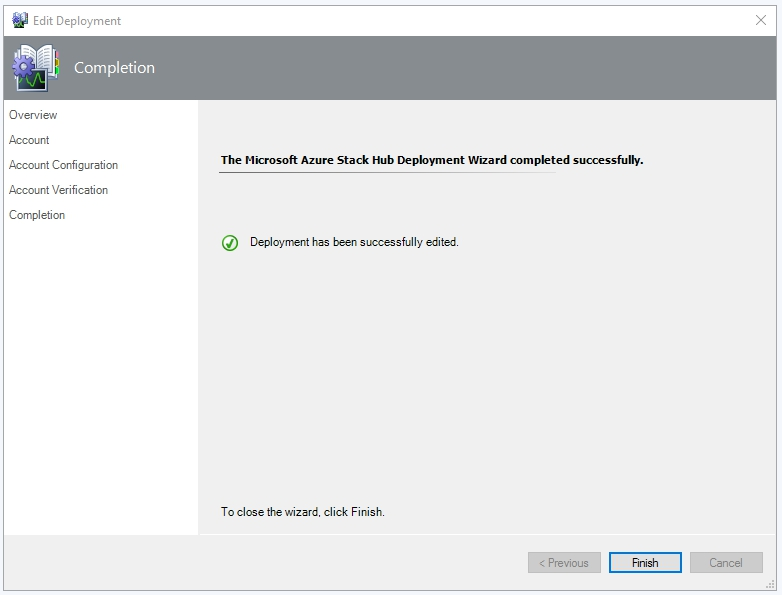 Edit Deployment
Completion
Overview
Account
Account Configuration
Account Verification
Completion
The Microsoft Azure Stack Hub Deployment Wizard completed successfully.
Deployment has been successfully edited.
To close the wizard, click Finish.
< Previous
Finish
Cancel